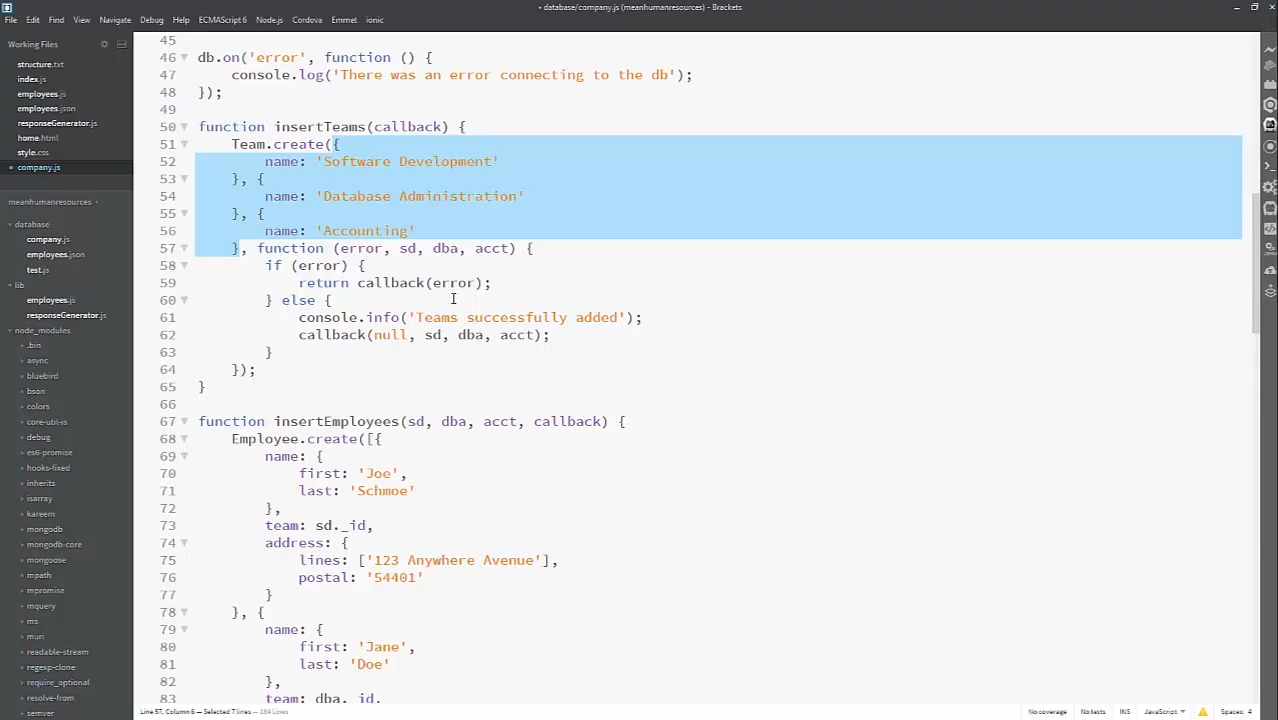 • database/company.js (meanhumanresources) - Brackets
File Edit Find View Navigate Debug Help ECMAScript 6 Node.js Cordova Emmet ionic
Working Files
structure.txt
index.js
employees.js
employees.json
responseGenerator.js
home.html
style.css
• company.js
meanhumanresources
database
company.js
employees.json
test.js
lib
employees.js
responseGenerator.js
node_modules
.bin
async
bluebird
bson
colors
core-util-is
debug
es6-promise
hooks-fixed
inherits
isarray
kareem
mongodb
mongodb-core
mongoose
mpath
mpromise
mquery
ms
muri
readable-stream
regexp-clone
require_optional
resolve-from
semver
45
46 db.on('error', function () {
47 console.log('There was an error connecting to the db');
48 });
49
50 function insertTeams(callback) {
51 Team.create({
52 name: 'Software Development'
53 }, {
54 name: 'Database Administration'
55 }, {
56 name: 'Accounting'
57 }, function (error, sd, dba, acct) {
58 if (error) {
59 return callback(error);
60 } else {
61 console.info('Teams successfully added');
62 callback(null, sd, dba, acct);
63 }
64 });
65 }
66
67 function insertEmployees(sd, dba, acct, callback) {
68 Employee.create([{
69 name: {
70 first: 'Joe',
71 last: 'Schmoe'
72 },
73 team: sd._id,
74 address: {
75 lines: ['123 Anywhere Avenue'],
76 postal: '54401'
77 }
78 }, {
79 name: {
80 first: 'Jane',
81 last: 'Doe'
82 },
83 team: dba._id,
Line 57, Column 6 — Selected 7 lines — 184 Lines
No coverage No tests INS JavaScript Spaces: 4